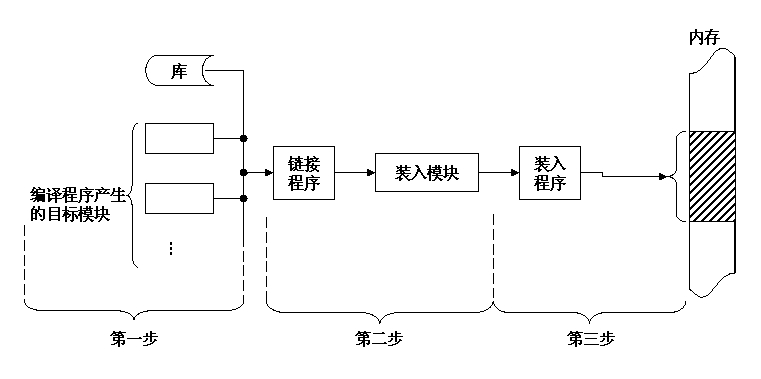 内存
库
编译程序产生
的目标模块
⋮
链接
程序
装入模块
装入
程序
第一步
第二步
第三步